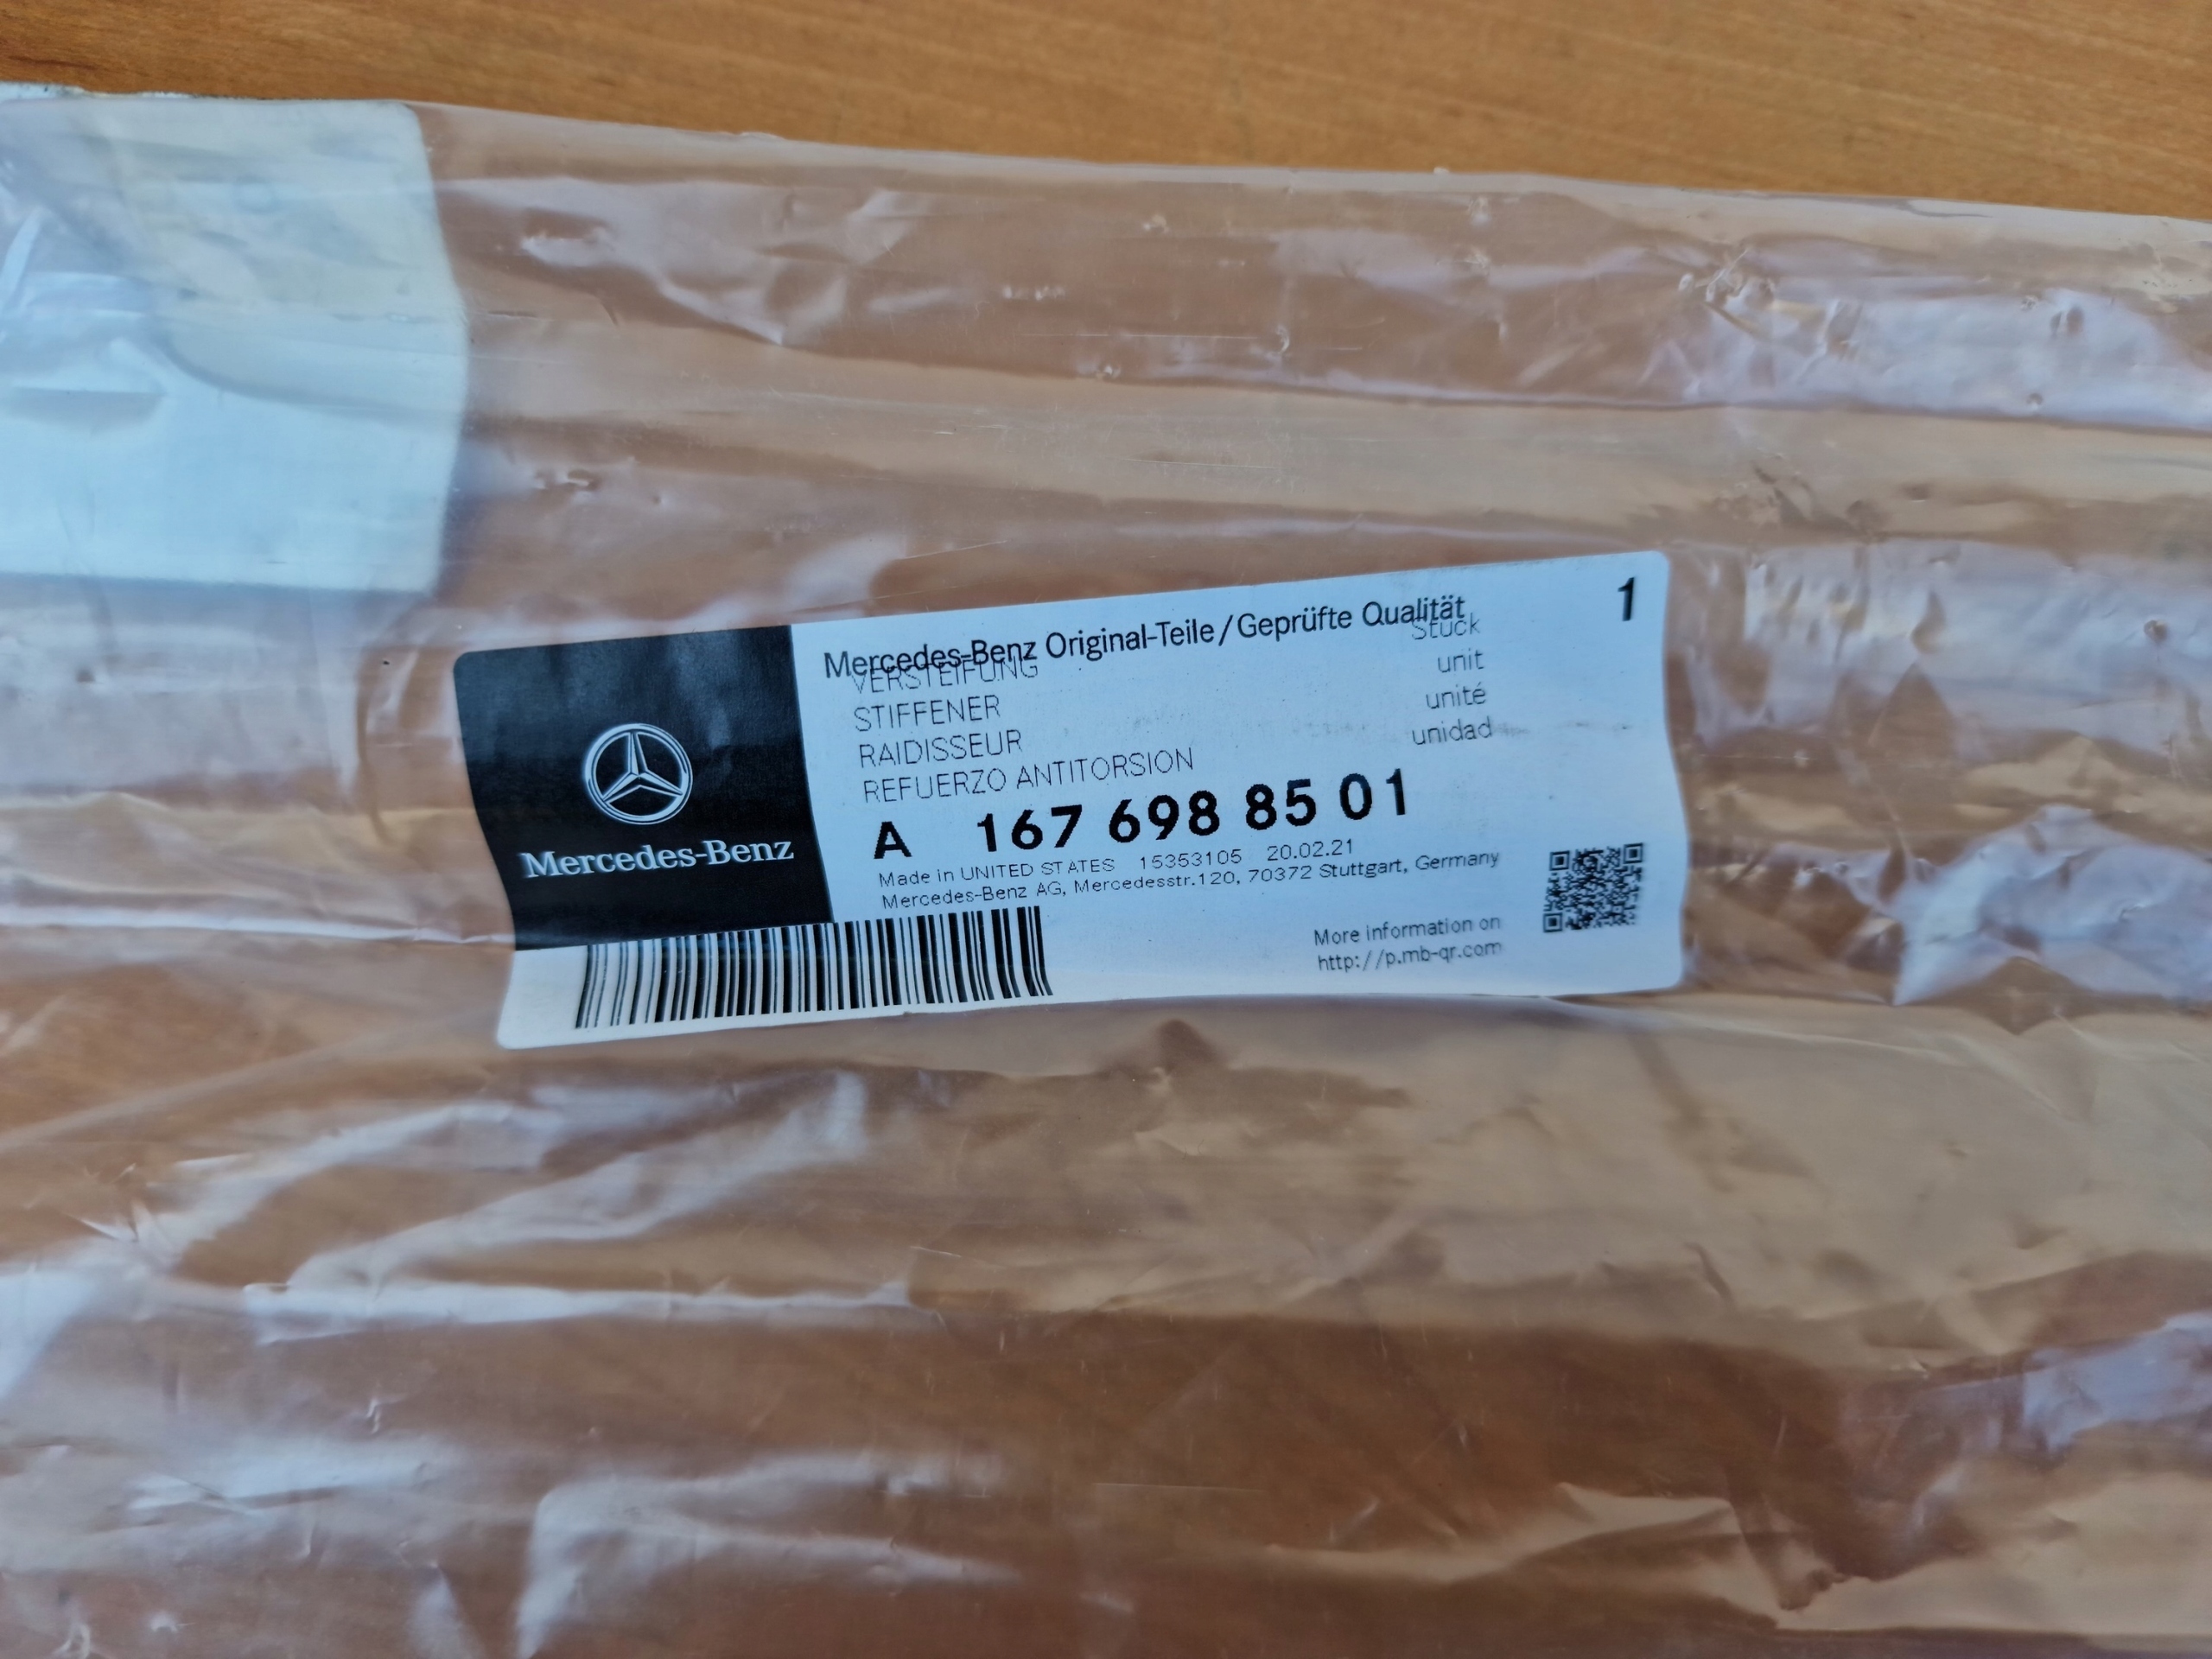 Mercedes-Benz Original-Teile/Geprüfte Qualität
1
VERSTEIFUNG
Stück
STIFFENER
unit
RAIDISSEUR
unité
REFUERZO ANTITORSION
unidad
A 167 698 85 01
Made in UNITED STATES 15353105 20.02.21
Mercedes-Benz AG, Mercedesstr.120, 70372 Stuttgart, Germany
Mercedes-Benz
More information on
http://p.mb-qr.com